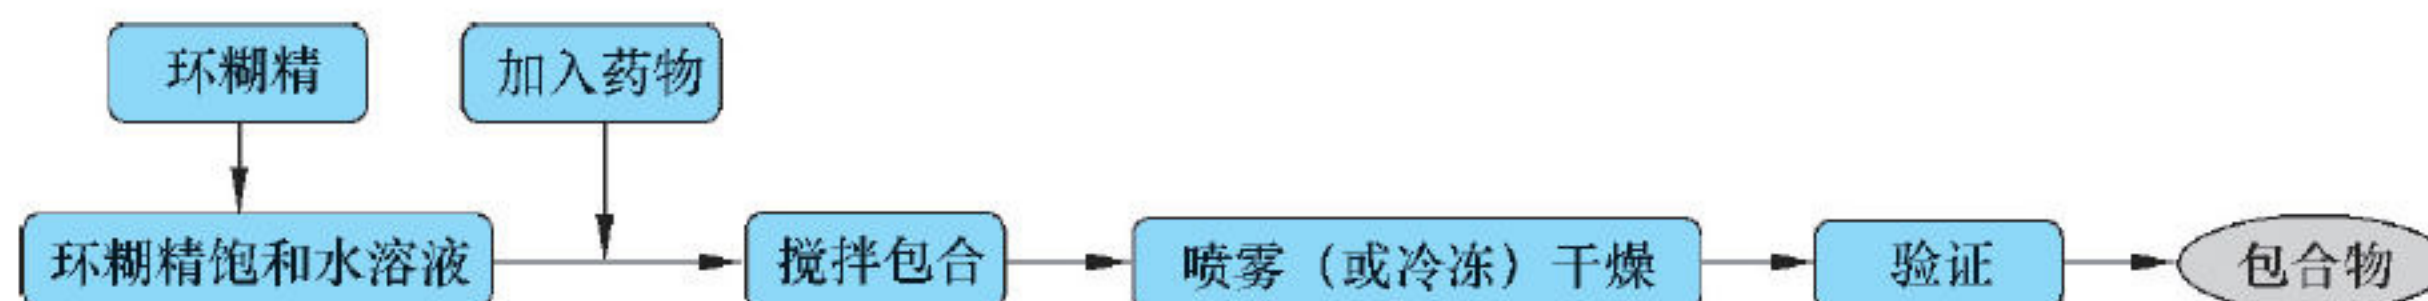 环糊精
加入药物
环糊精饱和水溶液
搅拌包合
喷雾（或冷冻）干燥
验证
包合物